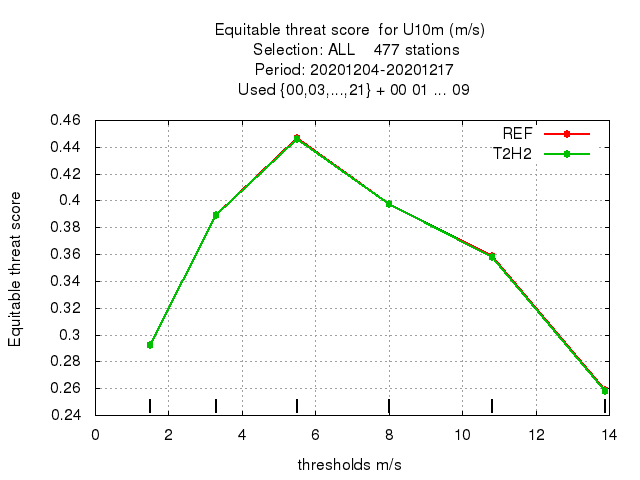 Equitable threat score  for U10m (m/s)
Selection: ALL    477 stations
Period: 20201204-20201217
Used {00,03,...,21} + 00 01 ... 09
REF
T2H2
Equitable threat score
0.46
0.44
0.42
0.4
0.38
0.36
0.34
0.32
0.3
0.28
0.26
0.24
0 2 4 6 8 10 12 14
thresholds m/s